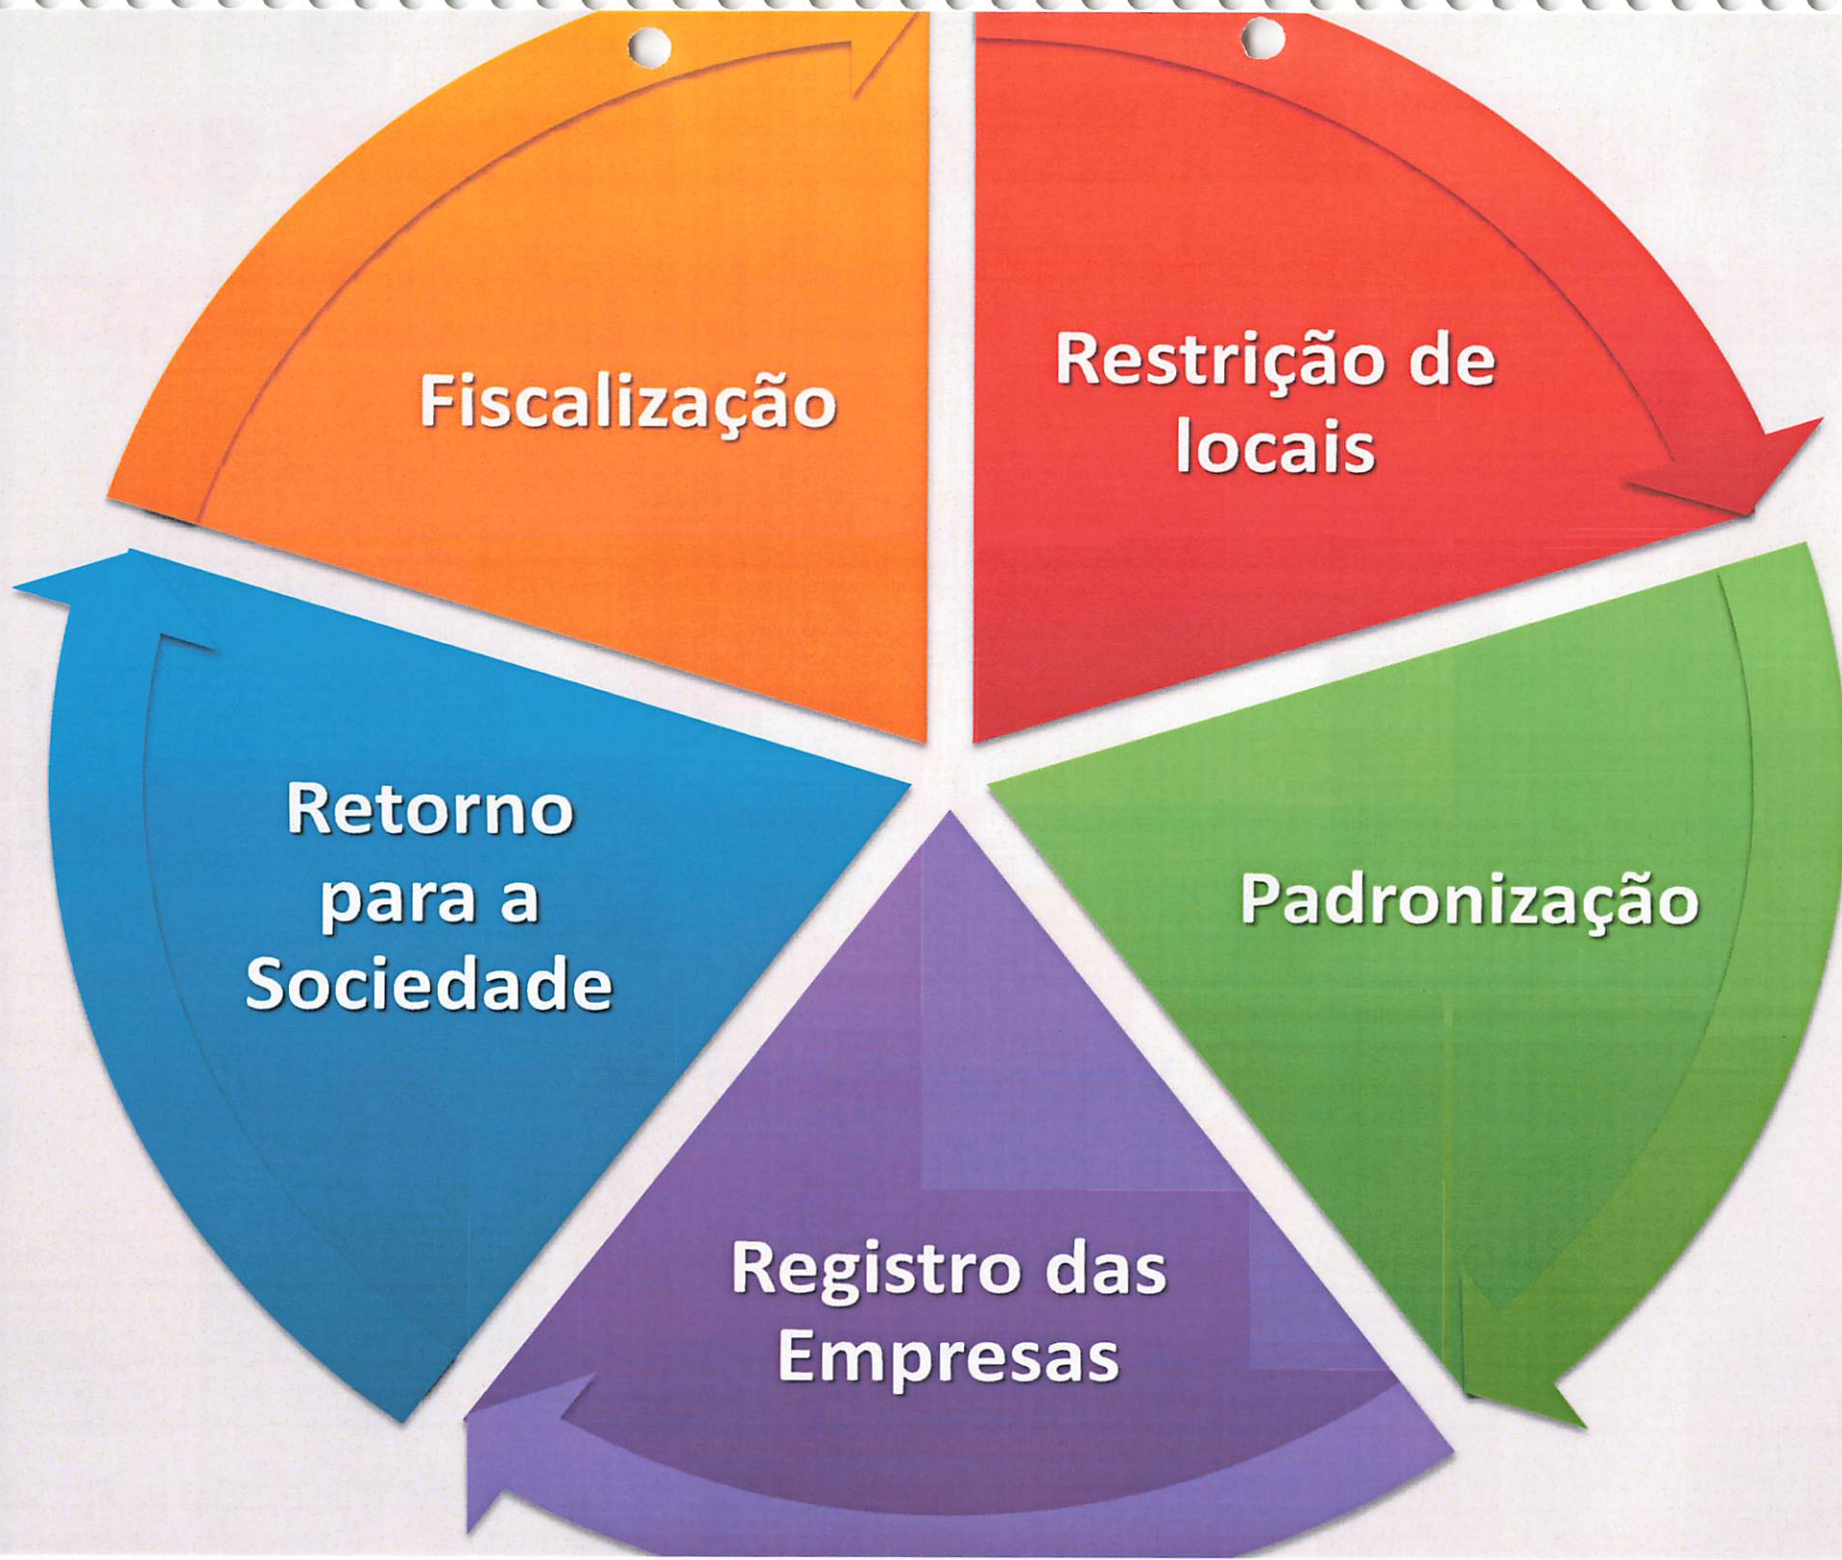 Restrição de
locais
Padronização
Registro das
Empresas
Retorno
para a
Sociedade
Fiscalização